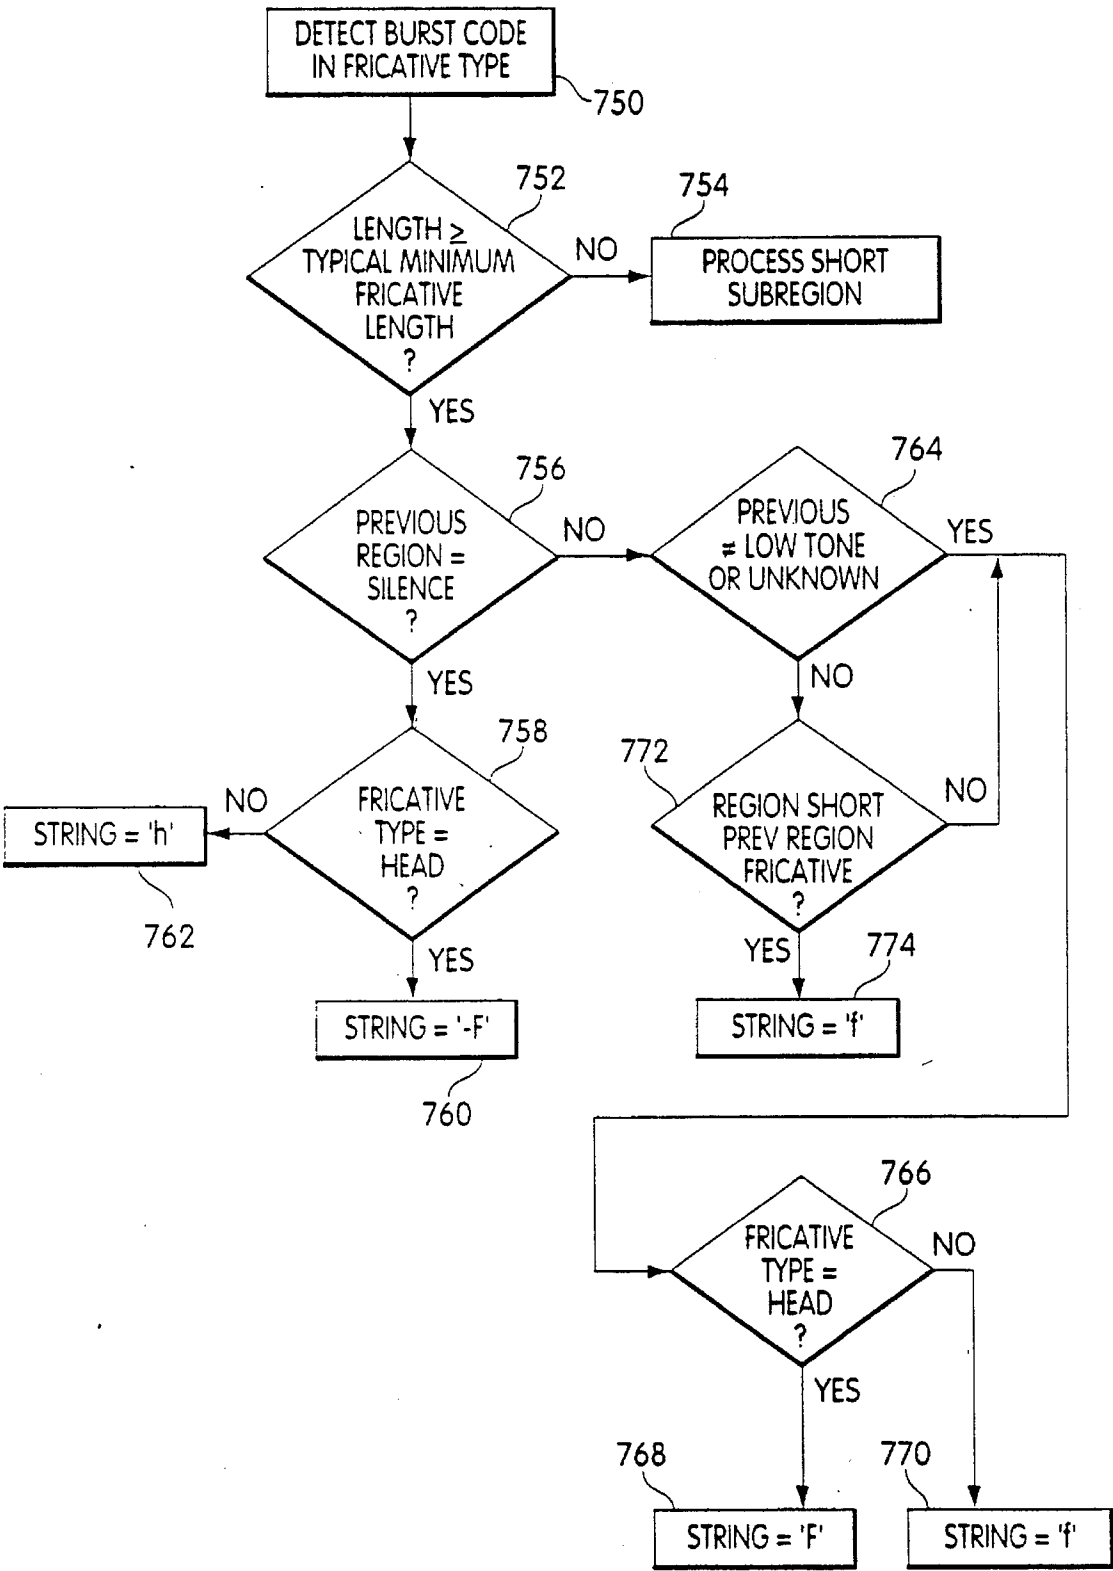 DETECT BURST CODE
IN FRICATIVE TYPE
750
752
LENGTH ≥
TYPICAL MINIMUM
FRICATIVE
LENGTH
?
NO
754
PROCESS SHORT
SUBREGION
YES
756
PREVIOUS
REGION =
SILENCE
?
NO
764
PREVIOUS
≠ LOW TONE
OR UNKNOWN
YES
YES
NO
758
FRICATIVE
TYPE =
HEAD
?
NO
STRING = 'h'
762
772
REGION SHORT
PREV REGION
FRICATIVE
?
NO
YES
STRING = '-F'
760
YES
774
STRING = 'f'
766
FRICATIVE
TYPE =
HEAD
?
NO
YES
768
STRING = 'F'
770
STRING = 'f'